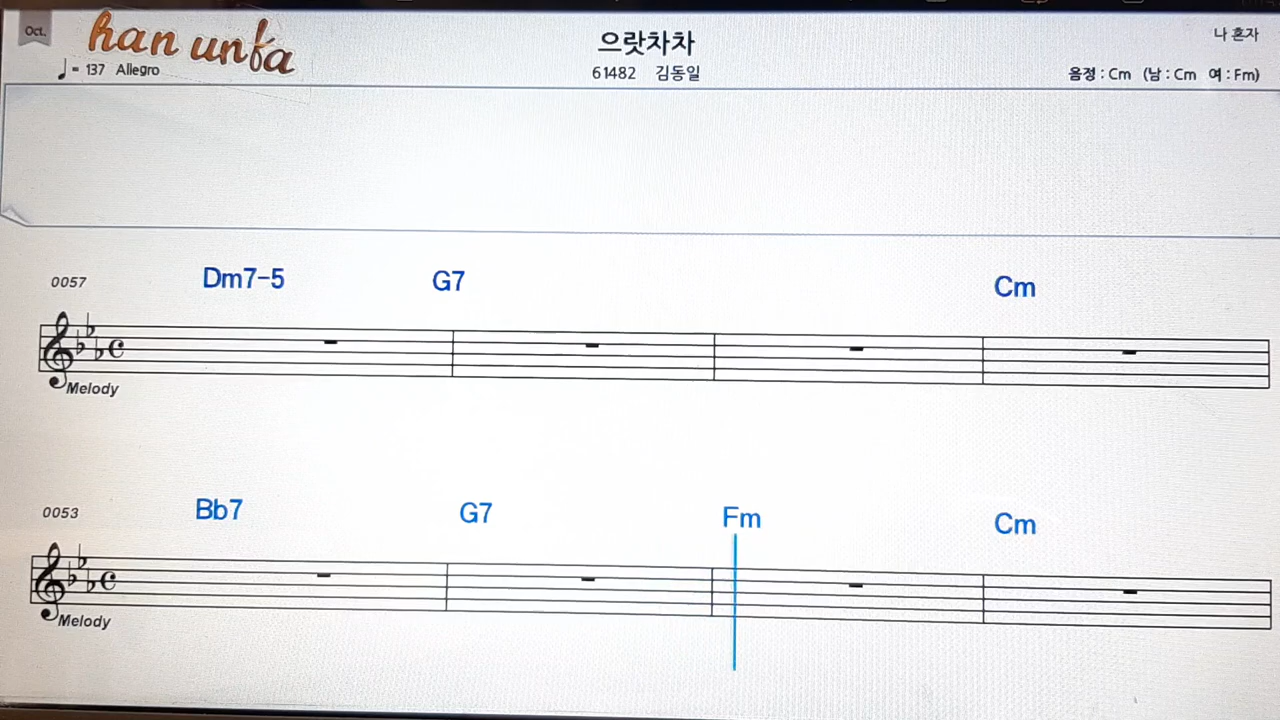 Oct.
han unfa
으랏차차
나 혼자
♩= 137 Allegro
61482 김동일
음정 : Cm (남 : Cm 여 : Fm)
0057
Dm7-5 G7 Cm
Melody
0053
Bb7 G7 Fm Cm
Melody